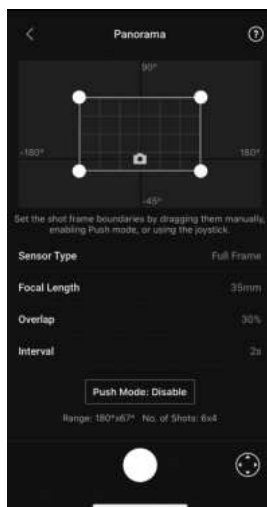 Panorama
?
90°
-180°
180°
-45°
Set the shot frame boundaries by dragging them manually,
enabling Push mode, or using the joystick.
Sensor Type
Full Frame
Focal Length
35mm
Overlap
30%
Interval
2s
Push Mode: Disable
Range: 180°x67° No. of Shots: 6x4